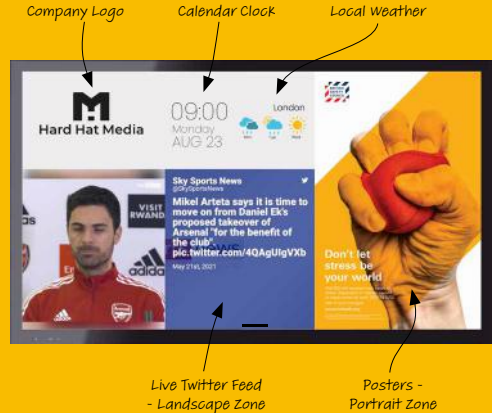 Company Logo
Calendar Clock
Local Weather
Hard Hat Media
09:00
Monday
AUG 23
London
Sky Sports News
@SkySportsNews
Mikel Arteta says it is time to
move on from Daniel Ek's
proposed takeover of
Arsenal "for the benefit of
the club".
pic.twitter.com/4QAgUIgVXb
May 21st, 2021
VISIT
RWAND
adidas
Don't let
stress be
your world
Live Twitter Feed
- Landscape Zone
Posters -
Portrait Zone